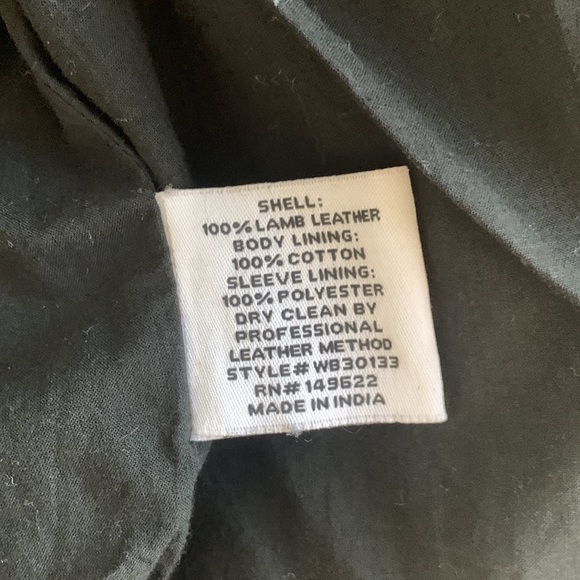 SHELL:
100% LAMB LEATHER
BODY LINING:
100% COTTON
SLEEVE LINING:
100% POLYESTER
DRY CLEAN BY
PROFESSIONAL
LEATHER METHOD
STYLE# WB30133
RN# 149622
MADE IN INDIA